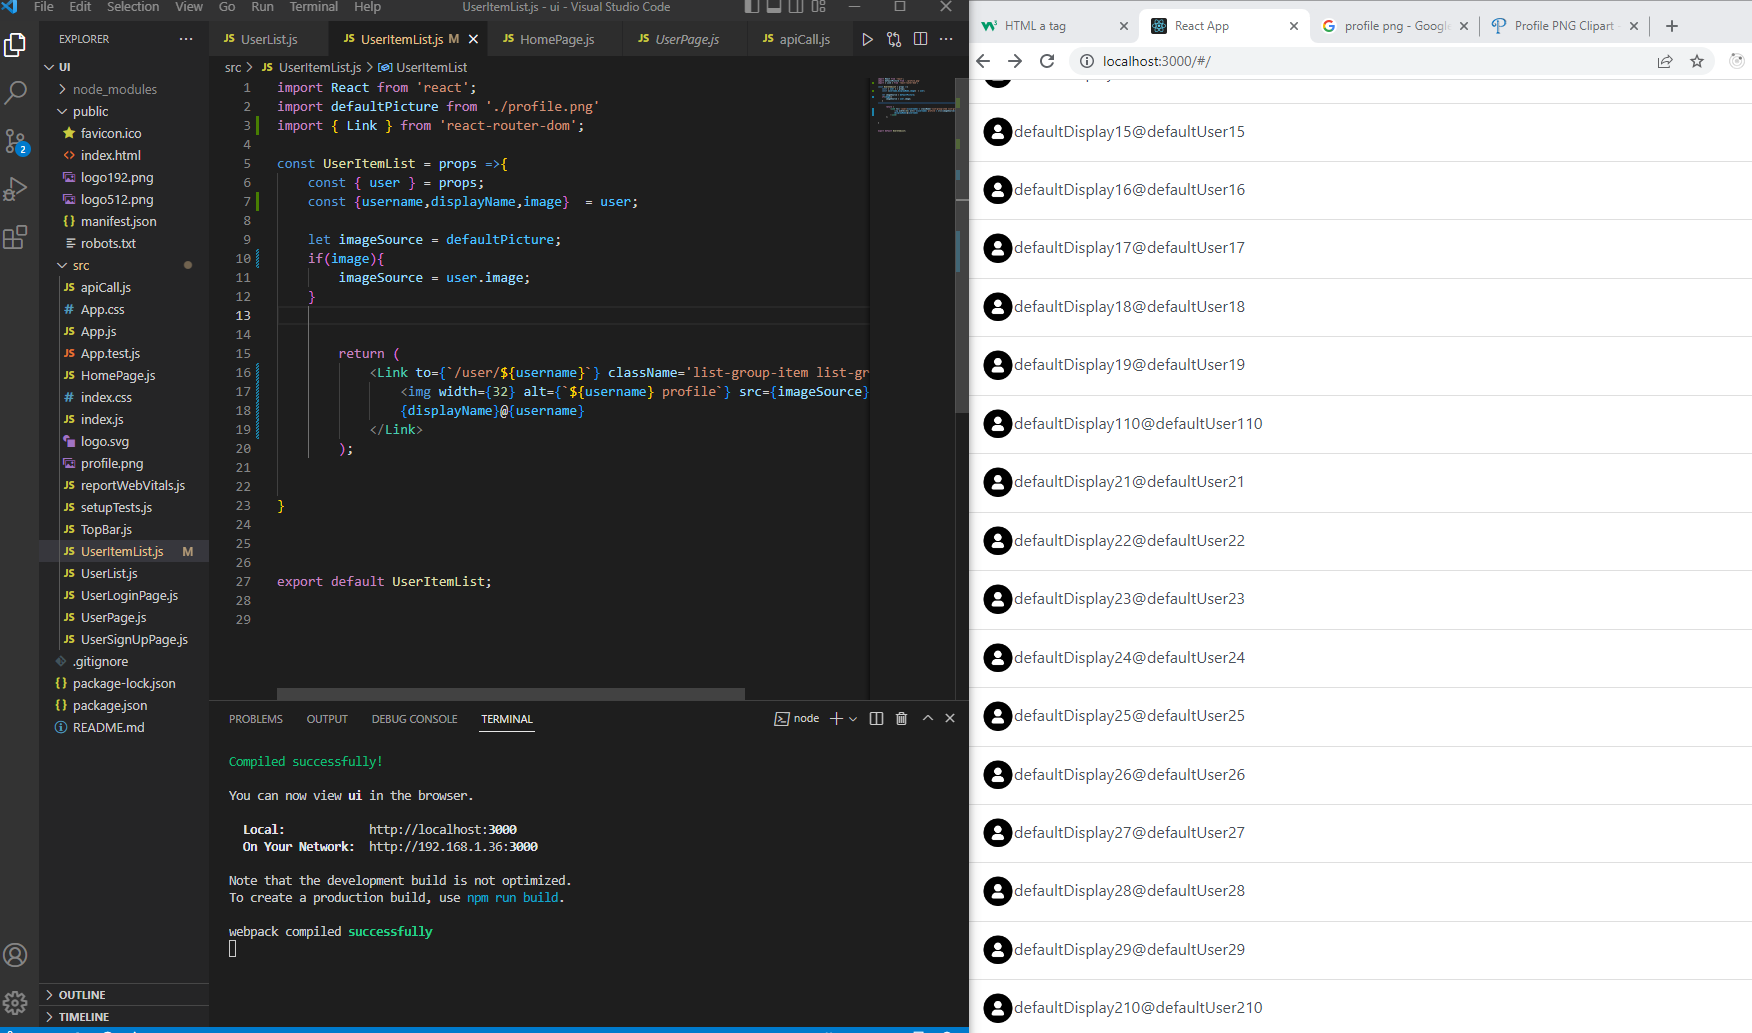 File Edit Selection View Go Run Terminal Help UserItemList.js - ui - Visual Studio Code
EXPLORER
UI
node_modules
public
favicon.ico
index.html
logo192.png
logo512.png
manifest.json
robots.txt
src
apiCall.js
App.css
App.js
App.test.js
HomePage.js
index.css
index.js
logo.svg
profile.png
reportWebVitals.js
setupTests.js
TopBar.js
UserItemList.js M
UserList.js
UserLoginPage.js
UserPage.js
UserSignUpPage.js
.gitignore
package-lock.json
package.json
README.md
OUTLINE
TIMELINE
2
JS UserList.js JS UserItemList.js M JS HomePage.js JS UserPage.js JS apiCall.js
src > JS UserItemList.js > UserItemList
1 import React from 'react';
2 import defaultPicture from './profile.png'
3 import { Link } from 'react-router-dom';
4
5 const UserItemList = props =>{
6 const { user } = props;
7 const {username,displayName,image} = user;
8
9 let imageSource = defaultPicture;
10 if(image){
11 imageSource = user.image;
12 }
13
14
15 return (
16 <Link to={`/user/${username}`} className='list-group-item list-gr
17 <img width={32} alt={`${username} profile`} src={imageSource}
18 {displayName}@{username}
19 </Link>
20 );
21
22
23 }
24
25
26
27 export default UserItemList;
28
29
PROBLEMS OUTPUT DEBUG CONSOLE TERMINAL node
Compiled successfully!
You can now view ui in the browser.
Local: http://localhost:3000
On Your Network: http://192.168.1.36:3000
Note that the development build is not optimized.
To create a production build, use npm run build.
webpack compiled successfully
HTML a tag React App profile png - Google Profile PNG Clipart -
localhost:3000/#/
defaultDisplay15@defaultUser15
defaultDisplay16@defaultUser16
defaultDisplay17@defaultUser17
defaultDisplay18@defaultUser18
defaultDisplay19@defaultUser19
defaultDisplay110@defaultUser110
defaultDisplay21@defaultUser21
defaultDisplay22@defaultUser22
defaultDisplay23@defaultUser23
defaultDisplay24@defaultUser24
defaultDisplay25@defaultUser25
defaultDisplay26@defaultUser26
defaultDisplay27@defaultUser27
defaultDisplay28@defaultUser28
defaultDisplay29@defaultUser29
defaultDisplay210@defaultUser210